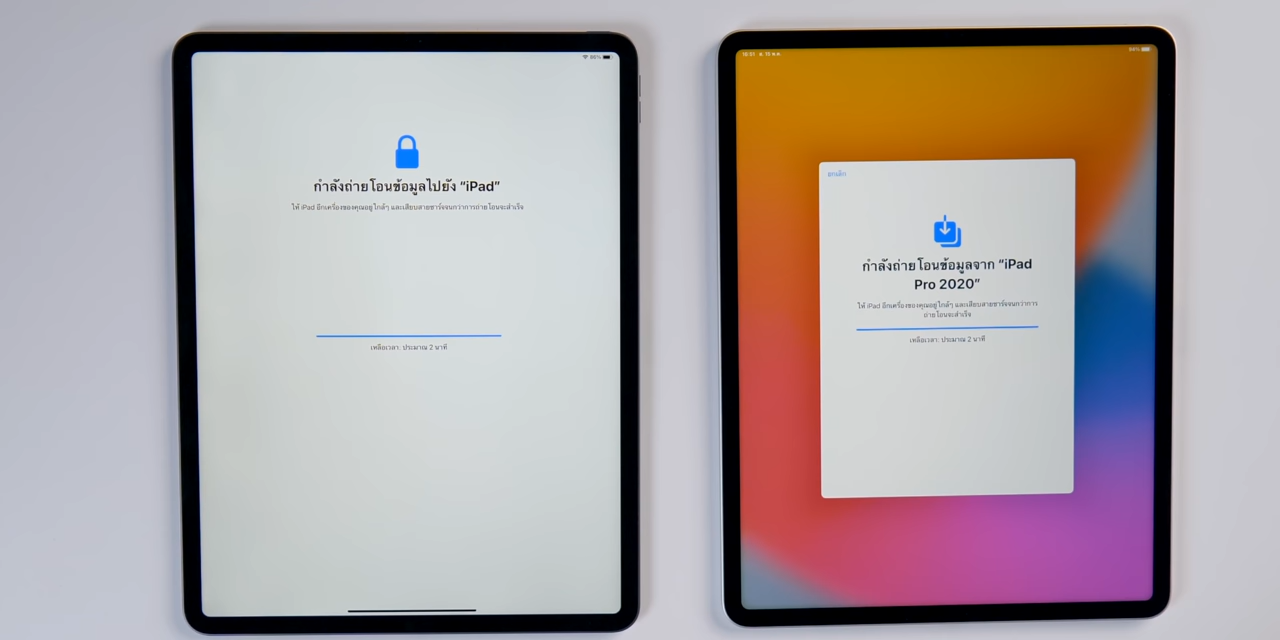 86%
กำลังถ่ายโอนข้อมูลไปยัง “iPad”
ให้ iPad อีกเครื่องของคุณอยู่ใกล้ๆ และเสียบสายชาร์จจนกว่าการถ่ายโอนจะสำเร็จ
เหลือเวลา: ประมาณ 2 นาที
16:01 ส. 15 พ.ค.
94%
ยกเลิก
กำลังถ่ายโอนข้อมูลจาก “iPad
Pro 2020”
ให้ iPad อีกเครื่องของคุณอยู่ใกล้ๆ และเสียบสายชาร์จจนกว่าการ
ถ่ายโอนจะสำเร็จ
เหลือเวลา: ประมาณ 2 นาที